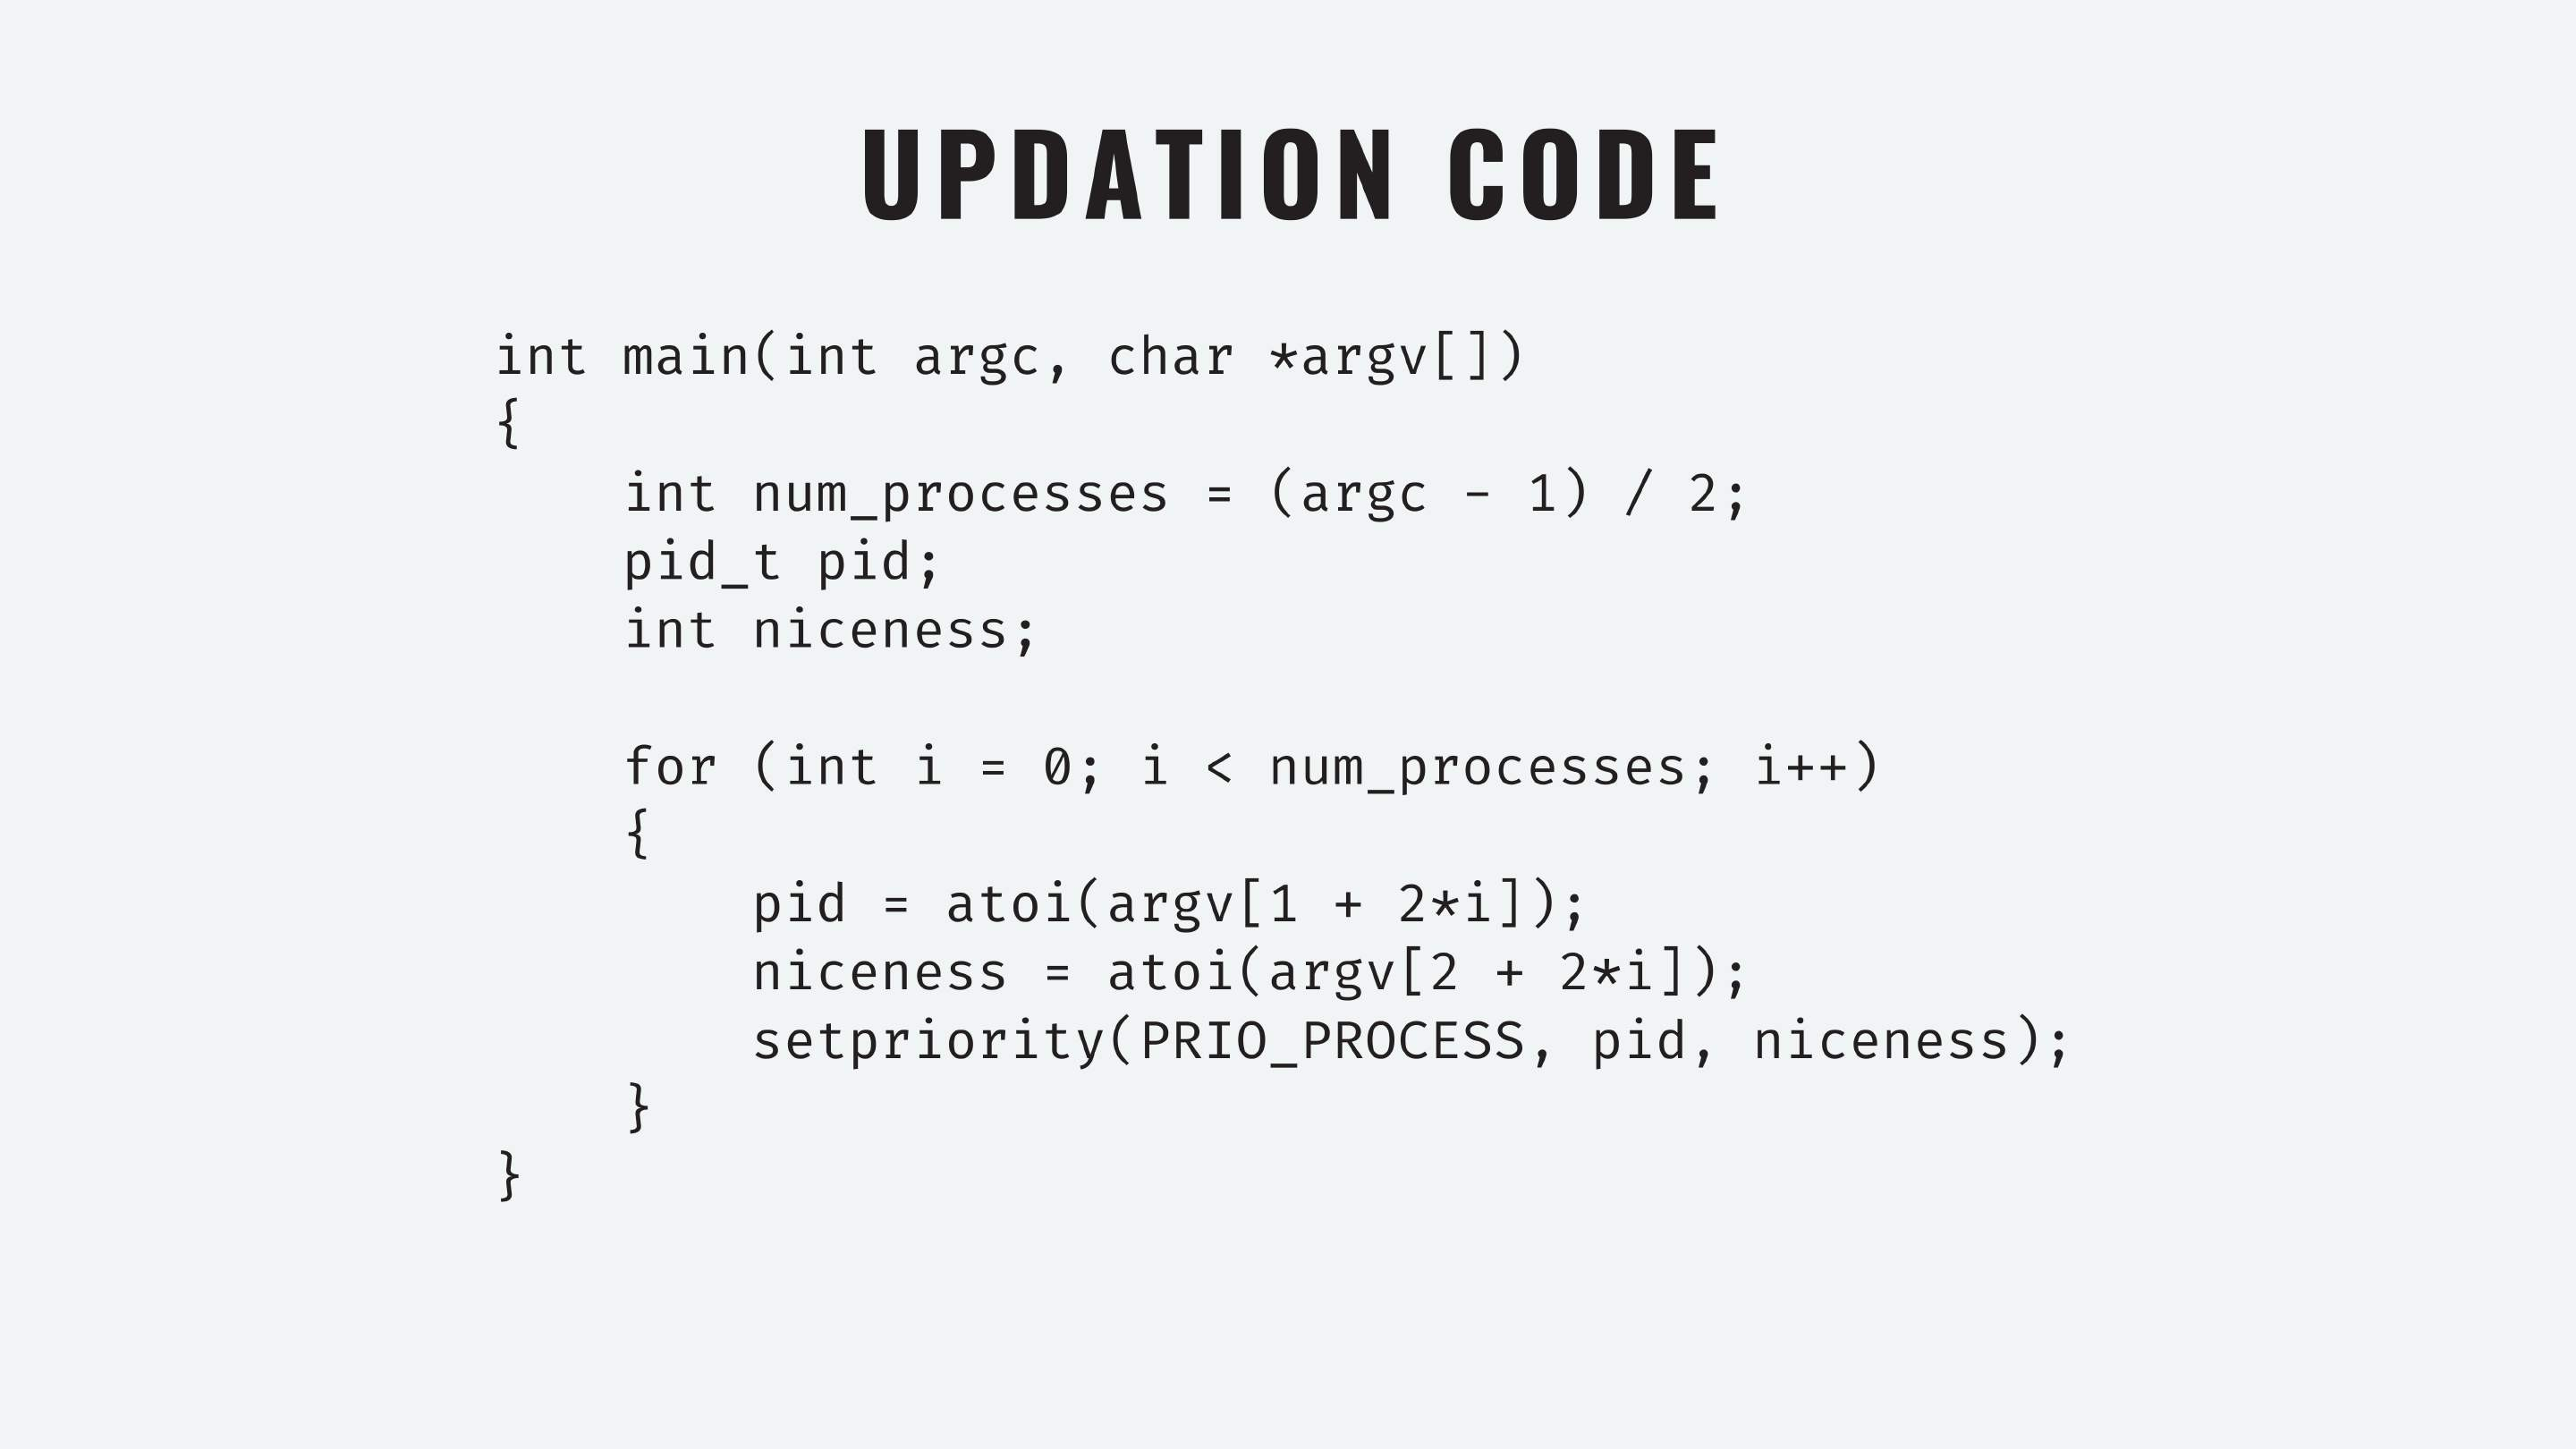 UPDATION CODE
int main(int argc, char *argv[])
{
    int num_processes = (argc - 1) / 2;
    pid_t pid;
    int niceness;

    for (int i = 0; i < num_processes; i++)
    {
        pid = atoi(argv[1 + 2*i]);
        niceness = atoi(argv[2 + 2*i]);
        setpriority(PRIO_PROCESS, pid, niceness);
    }
}